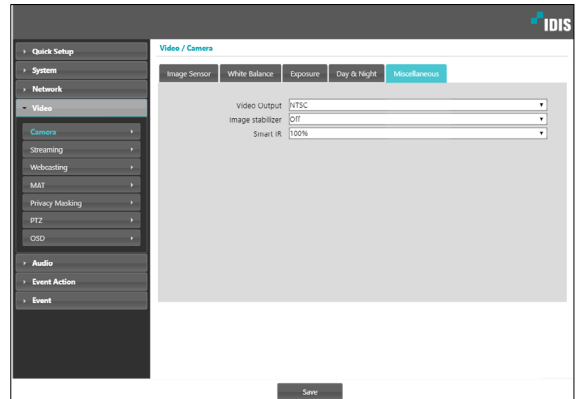 IDIS
Quick Setup
System
Network
Video
Camera
Streaming
Webcasting
MAT
Privacy Masking
PTZ
OSD
Audio
Event Action
Event
Video / Camera
Image Sensor White Balance Exposure Day & Night Miscellaneous
Video Output NTSC
Image stabilizer Off
Smart IR 100%
Save